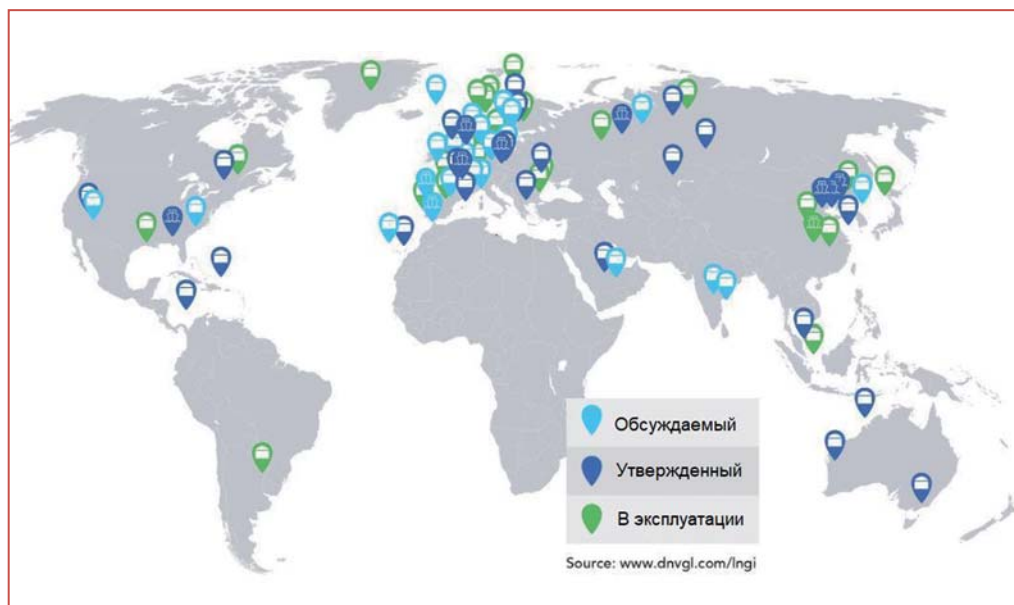 Обсуждаемый
Утвержденный
В эксплуатации
Source: www.dnvgl.com/lngi